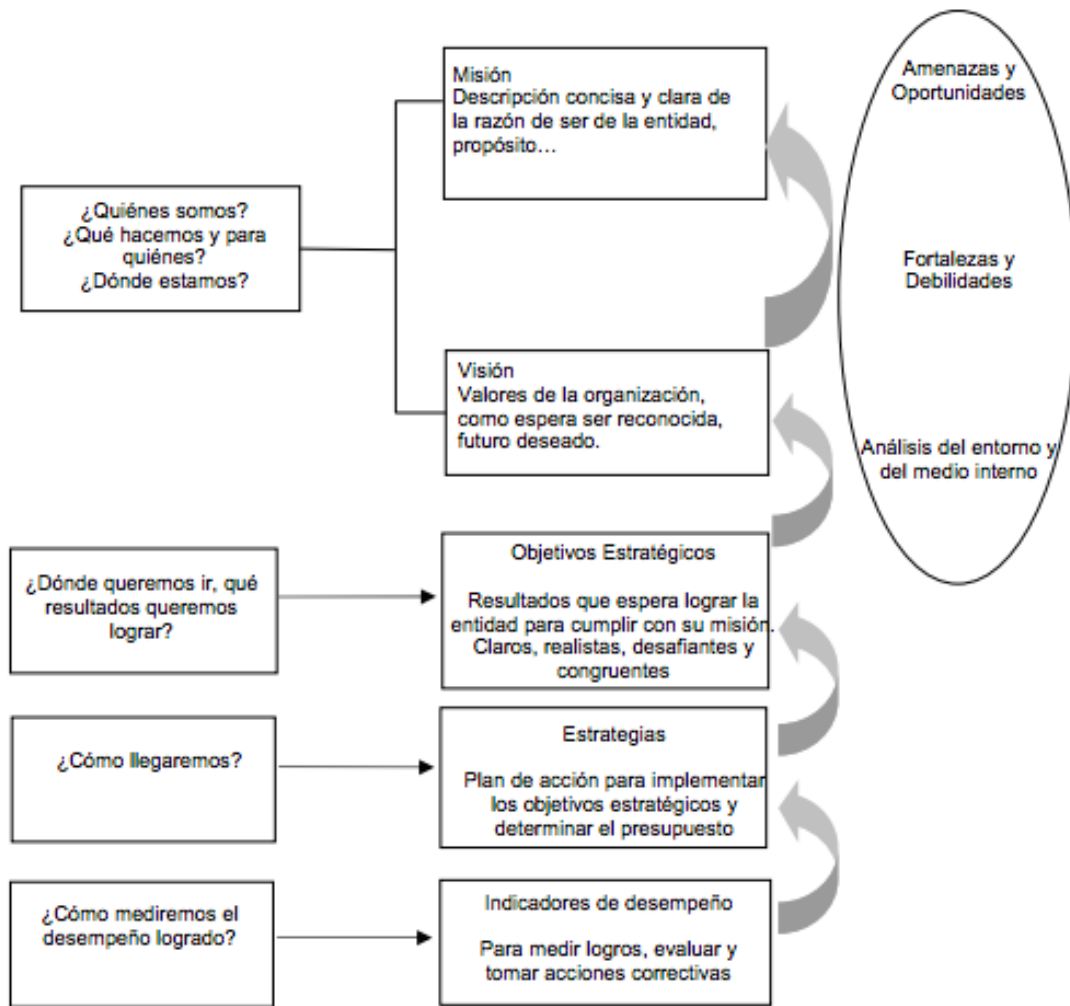 Misión
Descripción concisa y clara de
la razón de ser de la entidad,
propósito...
Amenazas y
Oportunidades
¿Quiénes somos?
¿Qué hacemos y para
quiénes?
¿Dónde estamos?
Fortalezas y
Debilidades
Visión
Valores de la organización,
como espera ser reconocida,
futuro deseado.
Análisis del entorno y
del medio interno
¿Dónde queremos ir, qué
resultados queremos
lograr?
Objetivos Estratégicos
Resultados que espera lograr la
entidad para cumplir con su misión.
Claros, realistas, desafiantes y
congruentes
¿Cómo llegaremos?
Estrategias
Plan de acción para implementar
los objetivos estratégicos y
determinar el presupuesto
¿Cómo mediremos el
desempeño logrado?
Indicadores de desempeño
Para medir logros, evaluar y
tomar acciones correctivas